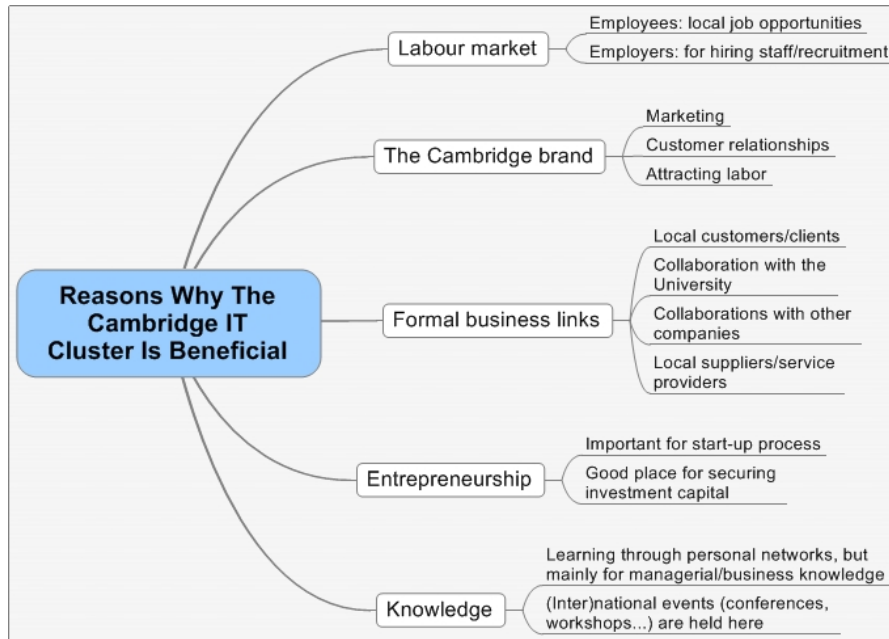 Reasons Why The
Cambridge IT
Cluster Is Beneficial
Labour market
Employees: local job opportunities
Employers: for hiring staff/recruitment
The Cambridge brand
Marketing
Customer relationships
Attracting labor
Formal business links
Local customers/clients
Collaboration with the
University
Collaborations with other
companies
Local suppliers/service
providers
Entrepreneurship
Important for start-up process
Good place for securing
investment capital
Knowledge
Learning through personal networks, but
mainly for managerial/business knowledge
(Inter)national events (conferences,
workshops...) are held here